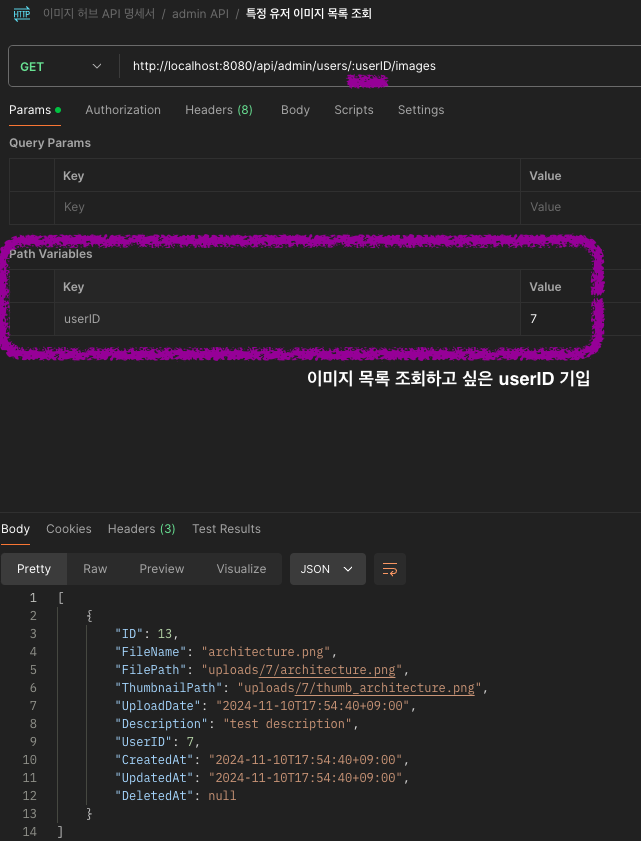 HTTP 이미지 허브 API 명세서 / admin API / 특정 유저 이미지 목록 조회
GET http://localhost:8080/api/admin/users/:userID/images
Params Authorization Headers (8) Body Scripts Settings
Query Params
Key Value
Key Value
Path Variables
Key Value
userID 7
이미지 목록 조회하고 싶은 userID 기입
Body Cookies Headers (3) Test Results
Pretty Raw Preview Visualize JSON
1 [
2 {
3 "ID": 13,
4 "FileName": "architecture.png",
5 "FilePath": "uploads/7/architecture.png",
6 "ThumbnailPath": "uploads/7/thumb_architecture.png",
7 "UploadDate": "2024-11-10T17:54:40+09:00",
8 "Description": "test description",
9 "UserID": 7,
10 "CreatedAt": "2024-11-10T17:54:40+09:00",
11 "UpdatedAt": "2024-11-10T17:54:40+09:00",
12 "DeletedAt": null
13 }
14 ]